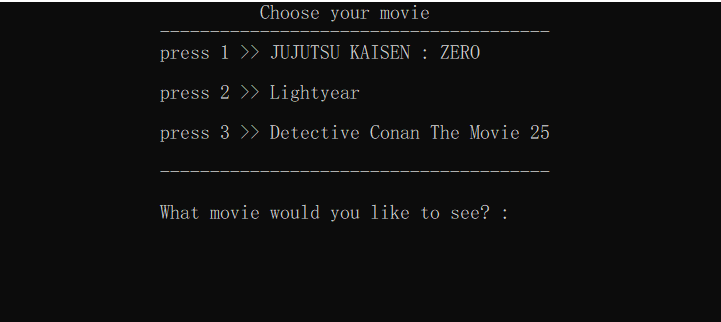 Choose your movie
---------------------------------------
press 1 >> JUJUTSU KAISEN : ZERO
press 2 >> Lightyear
press 3 >> Detective Conan The Movie 25
---------------------------------------
What movie would you like to see? :